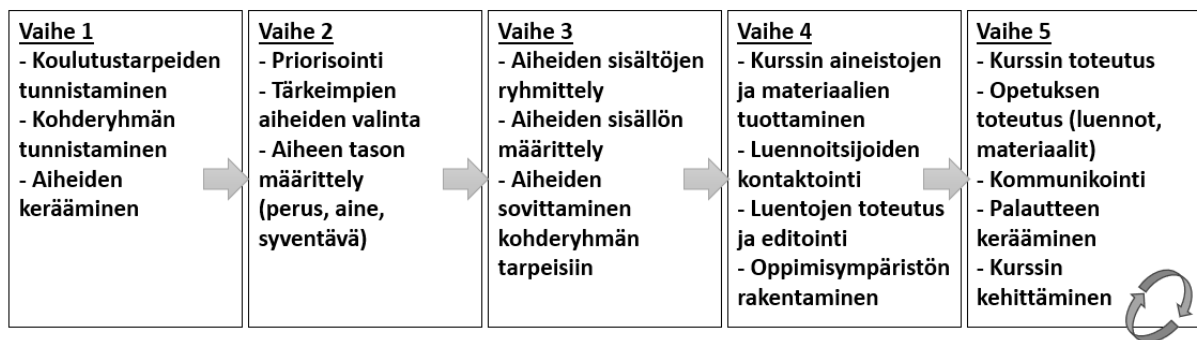 Vaihe 1
- Koulutustarpeiden
tunnistaminen
- Kohderyhmän
tunnistaminen
- Aiheiden
kerääminen
Vaihe 2
- Priorisointi
- Tärkeimpien
aiheiden valinta
- Aiheen tason
määrittely
(perus, aine,
syventävä)
Vaihe 3
- Aiheiden sisältöjen
ryhmittely
- Aiheiden sisällön
määrittely
- Aiheiden
sovittaminen
kohderyhmän
tarpeisiin
Vaihe 4
- Kurssin aineistojen
ja materiaalien
tuottaminen
- Luennoitsijoiden
kontaktointi
- Luentojen toteutus
ja editointi
- Oppimisympäristön
rakentaminen
Vaihe 5
- Kurssin toteutus
- Opetuksen
toteutus (luennot,
materiaalit)
- Kommunikointi
- Palautteen
kerääminen
- Kurssin
kehittäminen